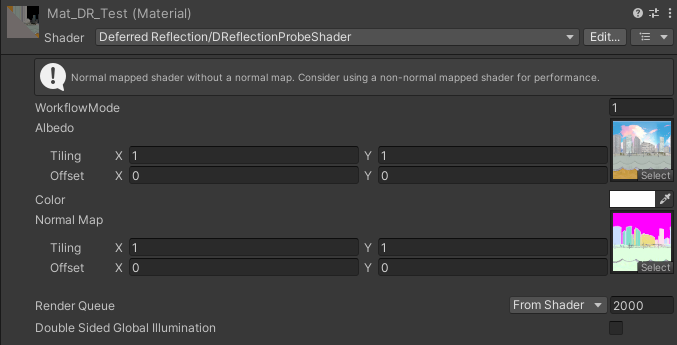 Mat_DR_Test (Material)
Shader Deferred Reflection/DReflectionProbeShader Edit...
Normal mapped shader without a normal map. Consider using a non-normal mapped shader for performance.
WorkflowMode 1
Albedo
Tiling X 1 Y 1
Offset X 0 Y 0
Select
Color
Normal Map
Tiling X 1 Y 1
Offset X 0 Y 0
Select
Render Queue From Shader 2000
Double Sided Global Illumination